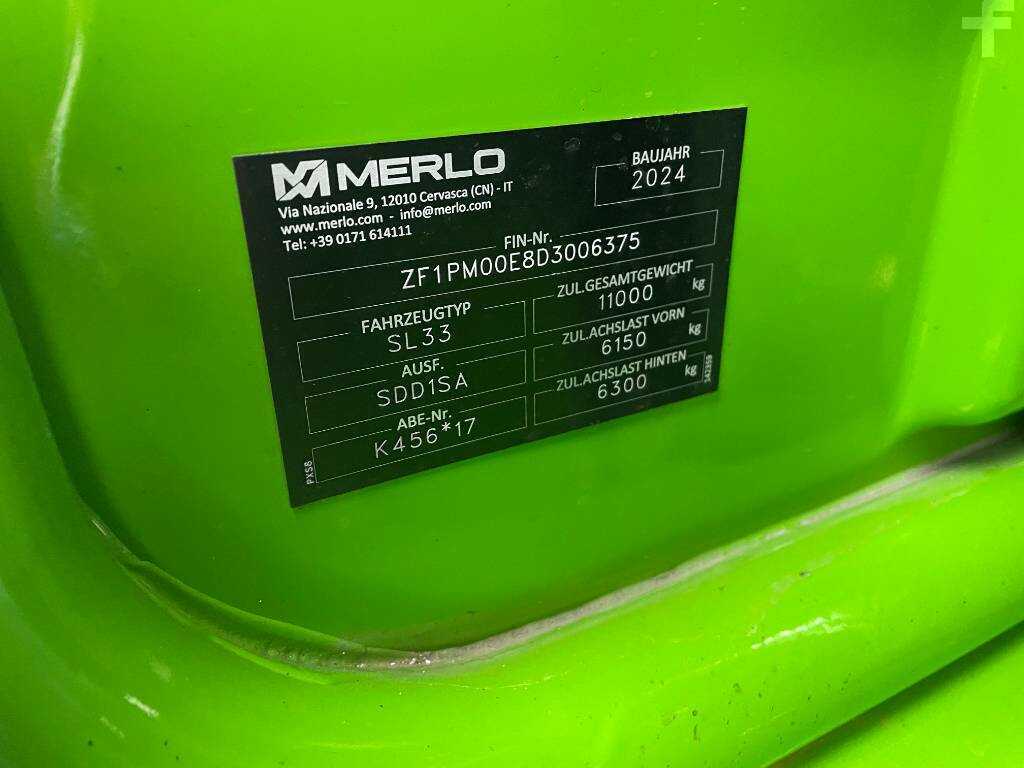 MERLO
Via Nazionale 9, 12010 Cervasca (CN) - IT
www.merlo.com - info@merlo.com
Tel: +39 0171 614111
BAUJAHR
2024
FIN-Nr.
ZF1PM00E8D3006375
FAHRZEUGTYP
SL33
AUSF.
SDD1SA
ABE-Nr.
K456*17
ZUL.GESAMTGEWICHT
11000 kg
ZUL.ACHSLAST VORN
6150 kg
ZUL.ACHSLAST HINTEN
6300 kg
PXS8
342359
f